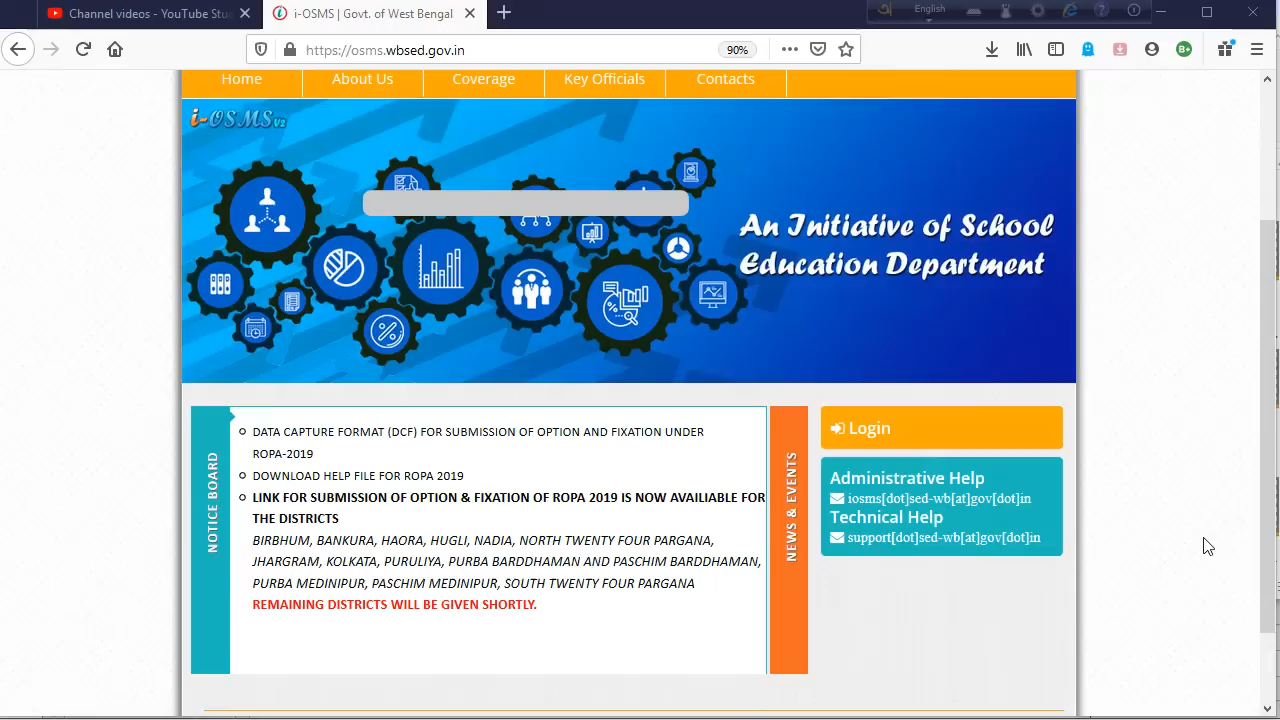 Channel videos - YouTube Stu
i-OSMS | Govt. of West Bengal
English
https://osms.wbsed.gov.in
90%
Home
About Us
Coverage
Key Officials
Contacts
i-OSMS V2
An Initiative of School
Education Department
NOTICE BOARD
DATA CAPTURE FORMAT (DCF) FOR SUBMISSION OF OPTION AND FIXATION UNDER
ROPA-2019
DOWNLOAD HELP FILE FOR ROPA 2019
LINK FOR SUBMISSION OF OPTION & FIXATION OF ROPA 2019 IS NOW AVAILIABLE FOR
THE DISTRICTS
BIRBHUM, BANKURA, HAORA, HUGLI, NADIA, NORTH TWENTY FOUR PARGANA,
JHARGRAM, KOLKATA, PURULIYA, PURBA BARDDHAMAN AND PASCHIM BARDDHAMAN,
PURBA MEDINIPUR, PASCHIM MEDINIPUR, SOUTH TWENTY FOUR PARGANA
REMAINING DISTRICTS WILL BE GIVEN SHORTLY.
NEWS & EVENTS
Login
Administrative Help
iosms[dot]sed-wb[at]gov[dot]in
Technical Help
support[dot]sed-wb[at]gov[dot]in